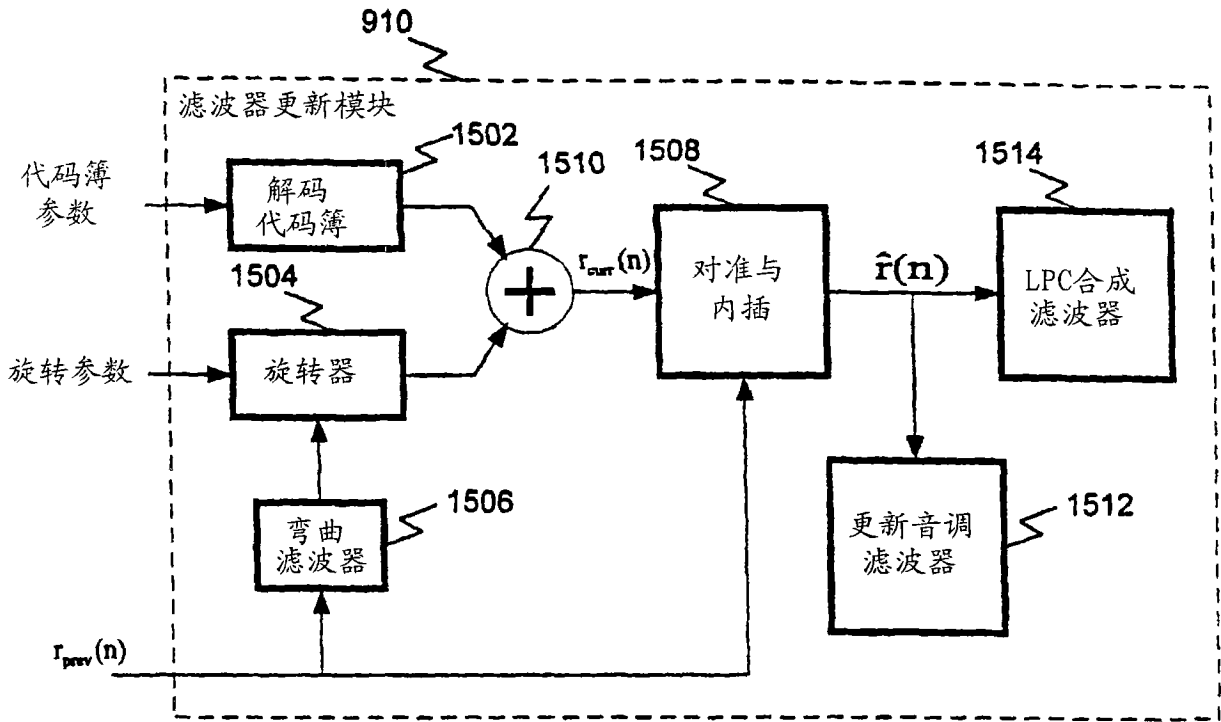 910
滤波器更新模块
1502
1510
1508
1514
代码簿
参数
解码
代码簿
1504
r_curr(n)
对准与
内插
r̂(n)
LPC合成
滤波器
旋转参数
旋转器
1506
弯曲
滤波器
1512
更新音调
滤波器
r_prev(n)